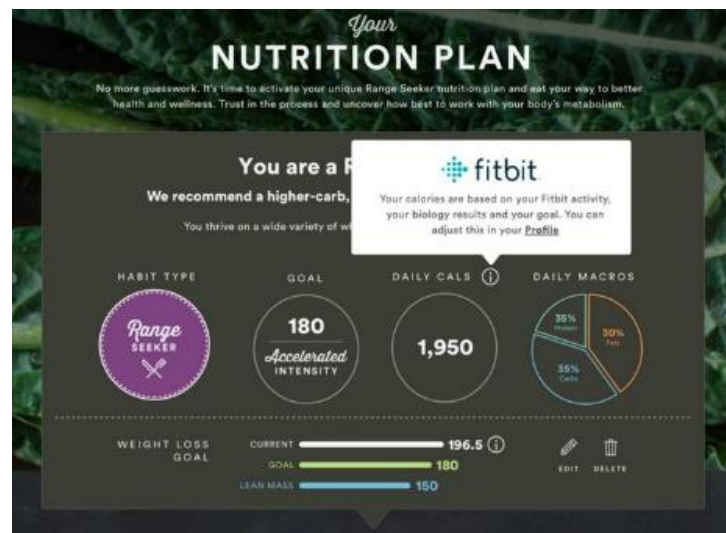 Your
NUTRITION PLAN
No more guesswork. It's time to activate your unique Range Seeker nutrition plan and eat your way to better
health and wellness. Trust in the process and uncover how best to work with your body's metabolism.
You are a
We recommend a higher-carb,
You thrive on a wide variety of
fitbit
Your calories are based on your Fitbit activity,
your biology results and your goal. You can
adjust this in your Profile
HABIT TYPE
GOAL
DAILY CALS
DAILY MACROS
Range
SEEKER
180
Accelerated
INTENSITY
1,950
35%
Protein
30%
Fats
35%
Carbs
WEIGHT LOSS
GOAL
CURRENT 196.5
GOAL 180
LEAN MASS 150
EDIT DELETE